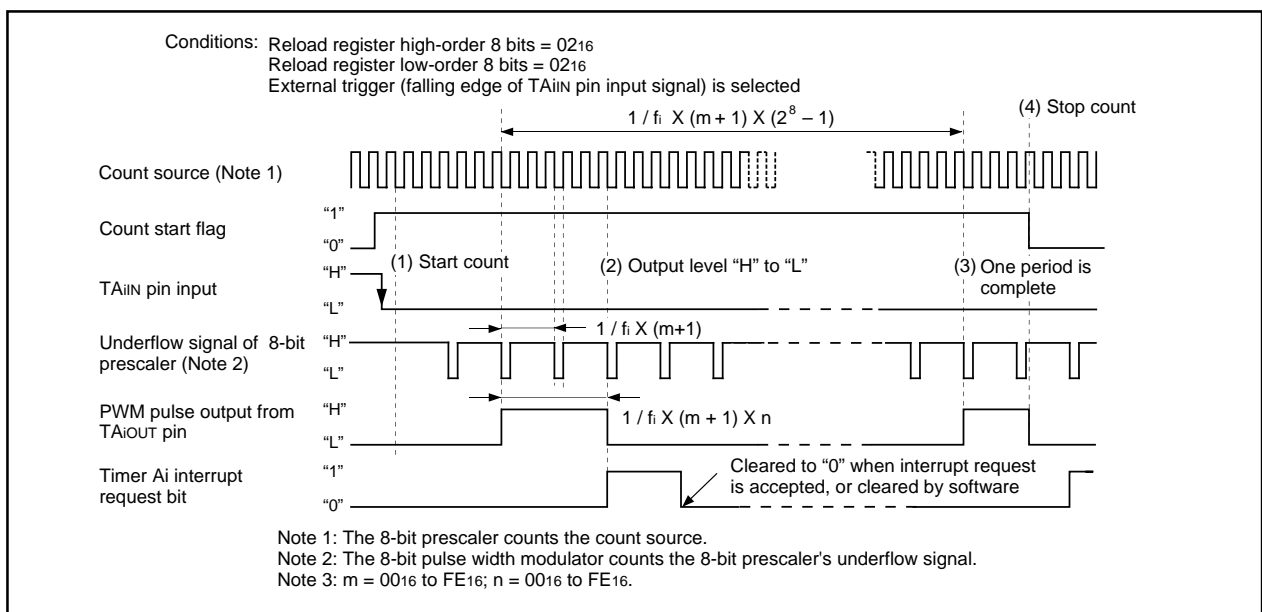 Conditions: Reload register high-order 8 bits = 0216
Reload register low-order 8 bits = 0216
External trigger (falling edge of TAiIN pin input signal) is selected
(4) Stop count
1 / fi X (m + 1) X (2^8 – 1)
Count source (Note 1)
“1”
Count start flag
“0”
“H”
(1) Start count
(2) Output level “H” to “L”
(3) One period is
complete
TAiIN pin input
“L”
1 / fi X (m+1)
Underflow signal of 8-bit
prescaler (Note 2)
“H”
“L”
PWM pulse output from
TAiOUT pin
“H”
1 / fi X (m + 1) X n
“L”
Timer Ai interrupt
request bit
“1”
“0”
Cleared to “0” when interrupt request
is accepted, or cleared by software
Note 1: The 8-bit prescaler counts the count source.
Note 2: The 8-bit pulse width modulator counts the 8-bit prescaler's underflow signal.
Note 3: m = 0016 to FE16; n = 0016 to FE16.